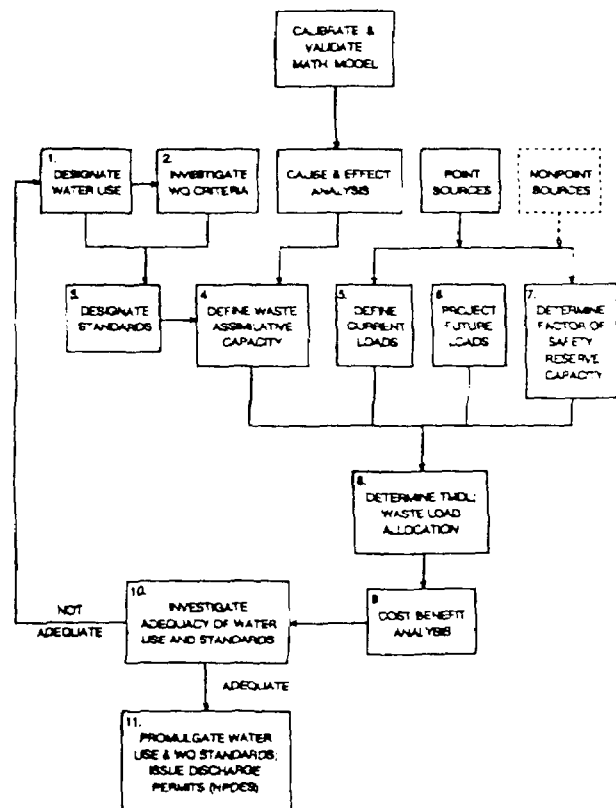 CALIBRATE &
VALIDATE
MATH MODEL
1.
DESIGNATE
WATER USE
2.
INVESTIGATE
WQ CRITERIA
CAUSE & EFFECT
ANALYSIS
POINT
SOURCES
NONPOINT
SOURCES
3.
DESIGNATE
STANDARDS
4.
DEFINE WASTE
ASSIMILATIVE
CAPACITY
5.
DEFINE
CURRENT
LOADS
6.
PROJECT
FUTURE
LOADS
7.
DETERMINE
FACTOR OF
SAFETY
RESERVE
CAPACITY
8.
DETERMINE TMDL;
WASTE LOAD
ALLOCATION
9
COST BENEFIT
ANALYSIS
10.
INVESTIGATE
ADEQUACY OF WATER
USE AND STANDARDS
NOT
ADEQUATE
ADEQUATE
11.
PROMULGATE WATER
USE & WQ STANDARDS;
ISSUE DISCHARGE
PERMITS (NPDES)